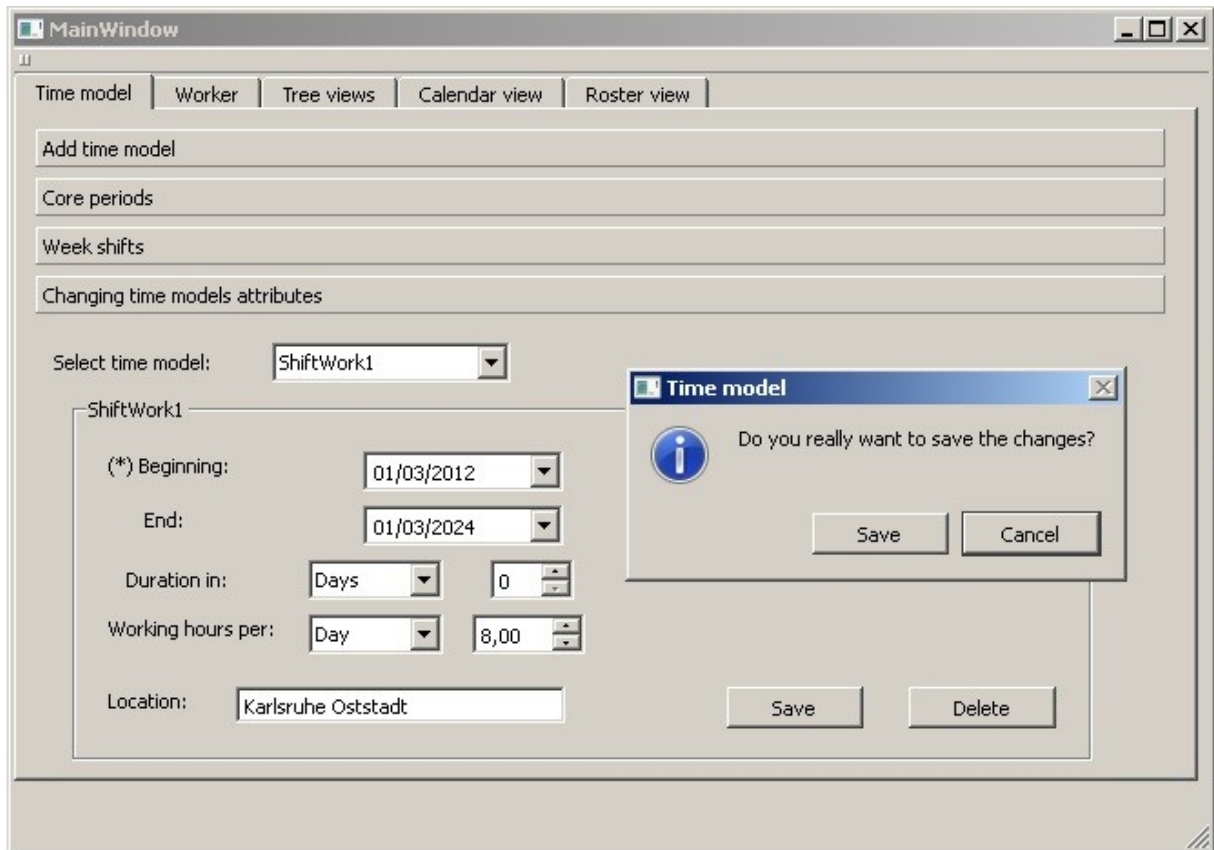 MainWindow
Time model Worker Tree views Calendar view Roster view
Add time model
Core periods
Week shifts
Changing time models attributes
Select time model: ShiftWork1
Time model
Do you really want to save the changes?
Save Cancel
ShiftWork1
(*) Beginning: 01/03/2012
End: 01/03/2024
Duration in: Days 0
Working hours per: Day 8,00
Location: Karlsruhe Oststadt
Save Delete